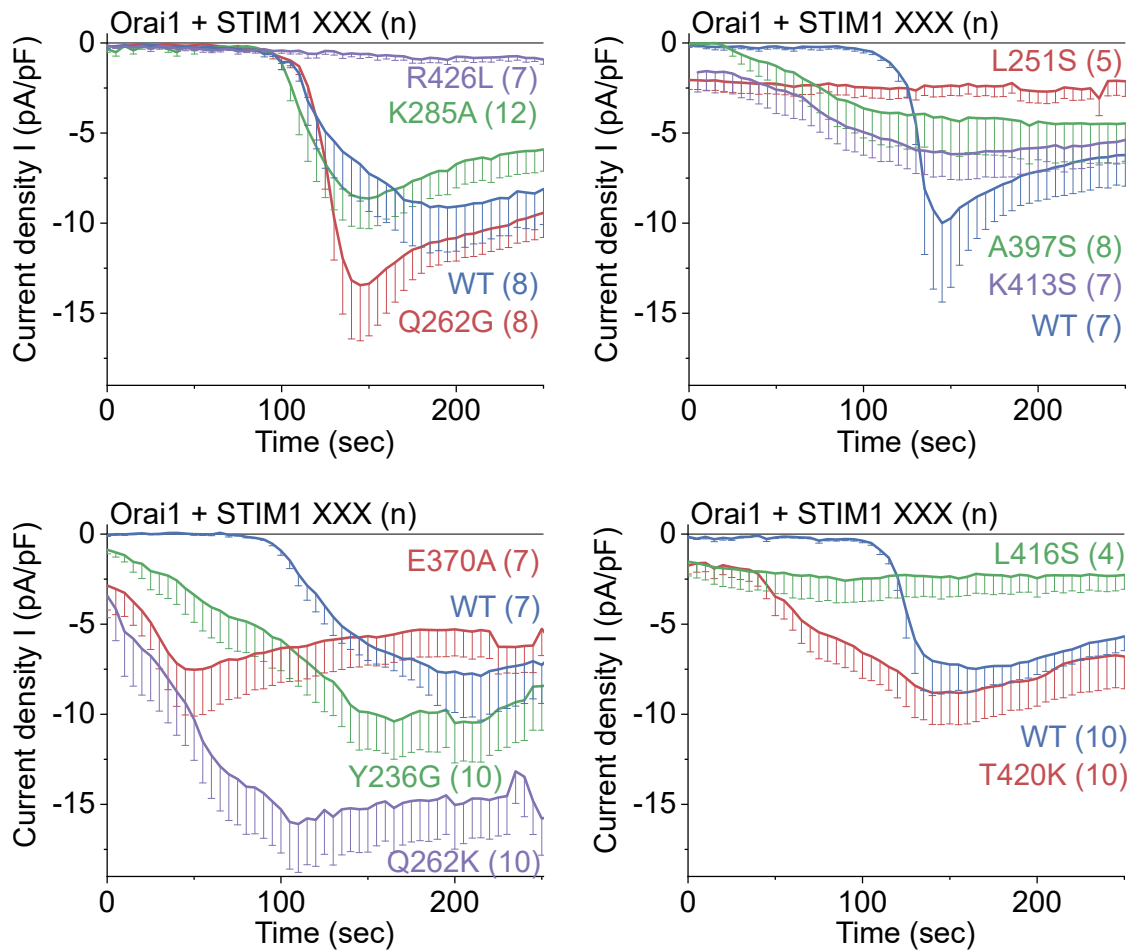 Orai1 + STIM1 XXX (n)
Current density I (pA/pF)
0
-5
-10
-15
R426L (7)
K285A (12)
WT (8)
Q262G (8)
0
100
200
Time (sec)
Orai1 + STIM1 XXX (n)
Current density I (pA/pF)
0
-5
-10
-15
L251S (5)
A397S (8)
K413S (7)
WT (7)
0
100
200
Time (sec)
Orai1 + STIM1 XXX (n)
Current density I (pA/pF)
0
-5
-10
-15
E370A (7)
WT (7)
Y236G (10)
Q262K (10)
0
100
200
Time (sec)
Orai1 + STIM1 XXX (n)
Current density I (pA/pF)
0
-5
-10
-15
L416S (4)
WT (10)
T420K (10)
0
100
200
Time (sec)